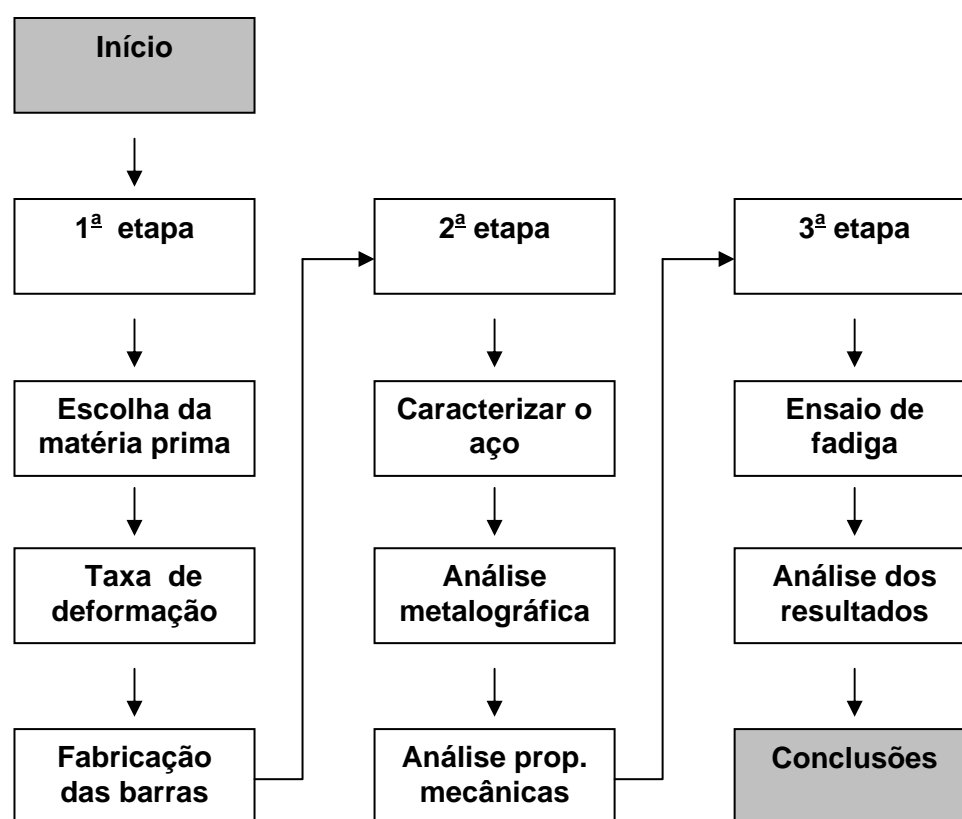 Início
1ª etapa
Escolha da
matéria prima
Taxa de
deformação
Fabricação
das barras
2ª etapa
Caracterizar o
aço
Análise
metalográfica
Análise prop.
mecânicas
3ª etapa
Ensaio de
fadiga
Análise dos
resultados
Conclusões